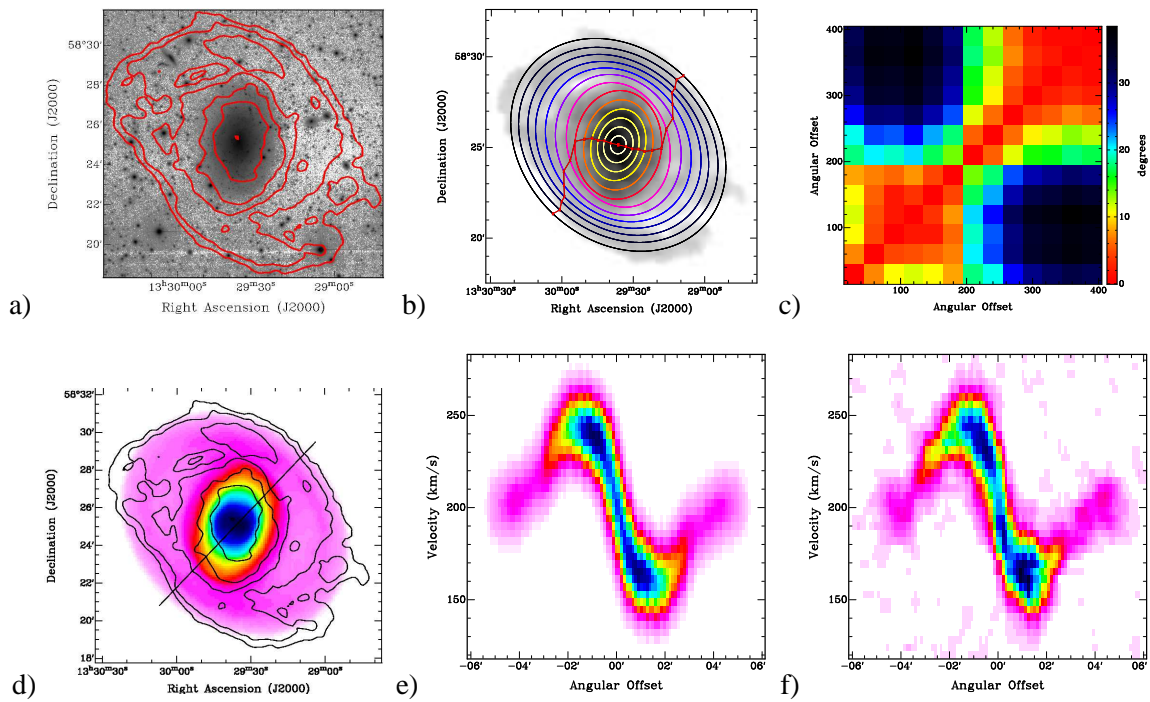 58°30′
28′
26′
24′
22′
20′
Declination (J2000)
13ʰ30ᵐ00ˢ
29ᵐ30ˢ
29ᵐ00ˢ
Right Ascension (J2000)
a)
58°30′
25′
20′
Declination (J2000)
13ʰ30ᵐ30ˢ
30ᵐ00ˢ
29ᵐ30ˢ
29ᵐ00ˢ
Right Ascension (J2000)
b)
400
300
200
100
Angular Offset
100
200
300
400
Angular Offset
30
20
10
0
degrees
c)
58°32′
30′
28′
26′
24′
22′
20′
18′
Declination (J2000)
13ʰ30ᵐ30ˢ
30ᵐ00ˢ
29ᵐ30ˢ
29ᵐ00ˢ
Right Ascension (J2000)
d)
250
200
150
Velocity (km/s)
−06′
−04′
−02′
00′
02′
04′
06′
Angular Offset
e)
250
200
150
Velocity (km/s)
−06′
−04′
−02′
00′
02′
04′
06′
Angular Offset
f)